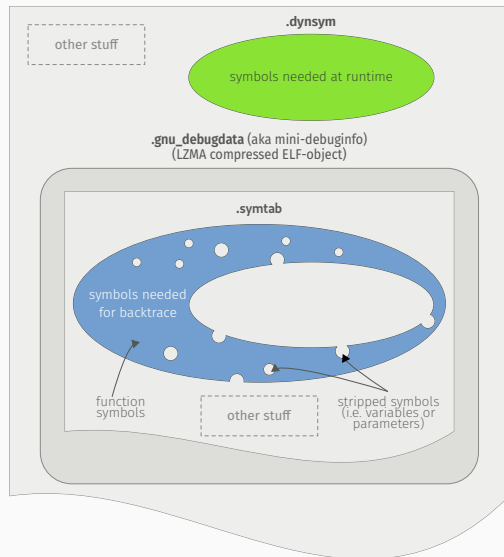 .dynsym
other stuff
symbols needed at runtime
.gnu_debugdata (aka mini-debuginfo)
(LZMA compressed ELF-object)
.symtab
symbols needed
for backtrace
function
symbols
other stuff
stripped symbols
(i.e. variables or
parameters)